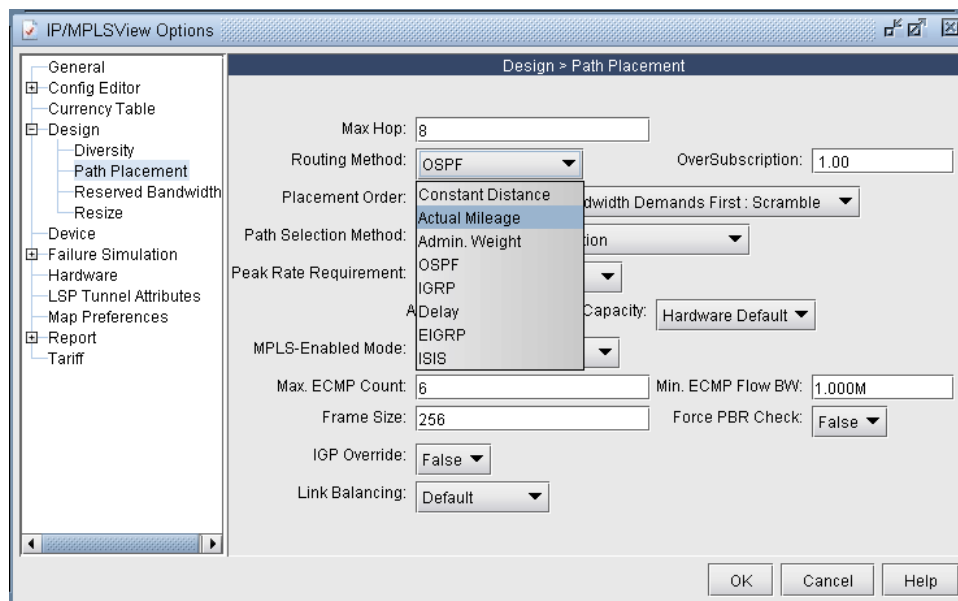 IP/MPLSView Options
General
Config Editor
Currency Table
Design
Diversity
Path Placement
Reserved Bandwidth
Resize
Device
Failure Simulation
Hardware
LSP Tunnel Attributes
Map Preferences
Report
Tariff
Design > Path Placement
Max Hop: 8
Routing Method: OSPF OverSubscription: 1.00
Constant Distance
Actual Mileage
Admin. Weight
OSPF
IGRP
Delay
EIGRP
ISIS
Placement Order: Demands First : Scramble
Path Selection Method:
Peak Rate Requirement:
Capacity: Hardware Default
MPLS-Enabled Mode:
Max. ECMP Count: 6 Min. ECMP Flow BW: 1.000M
Frame Size: 256 Force PBR Check: False
IGP Override: False
Link Balancing: Default
OK Cancel Help